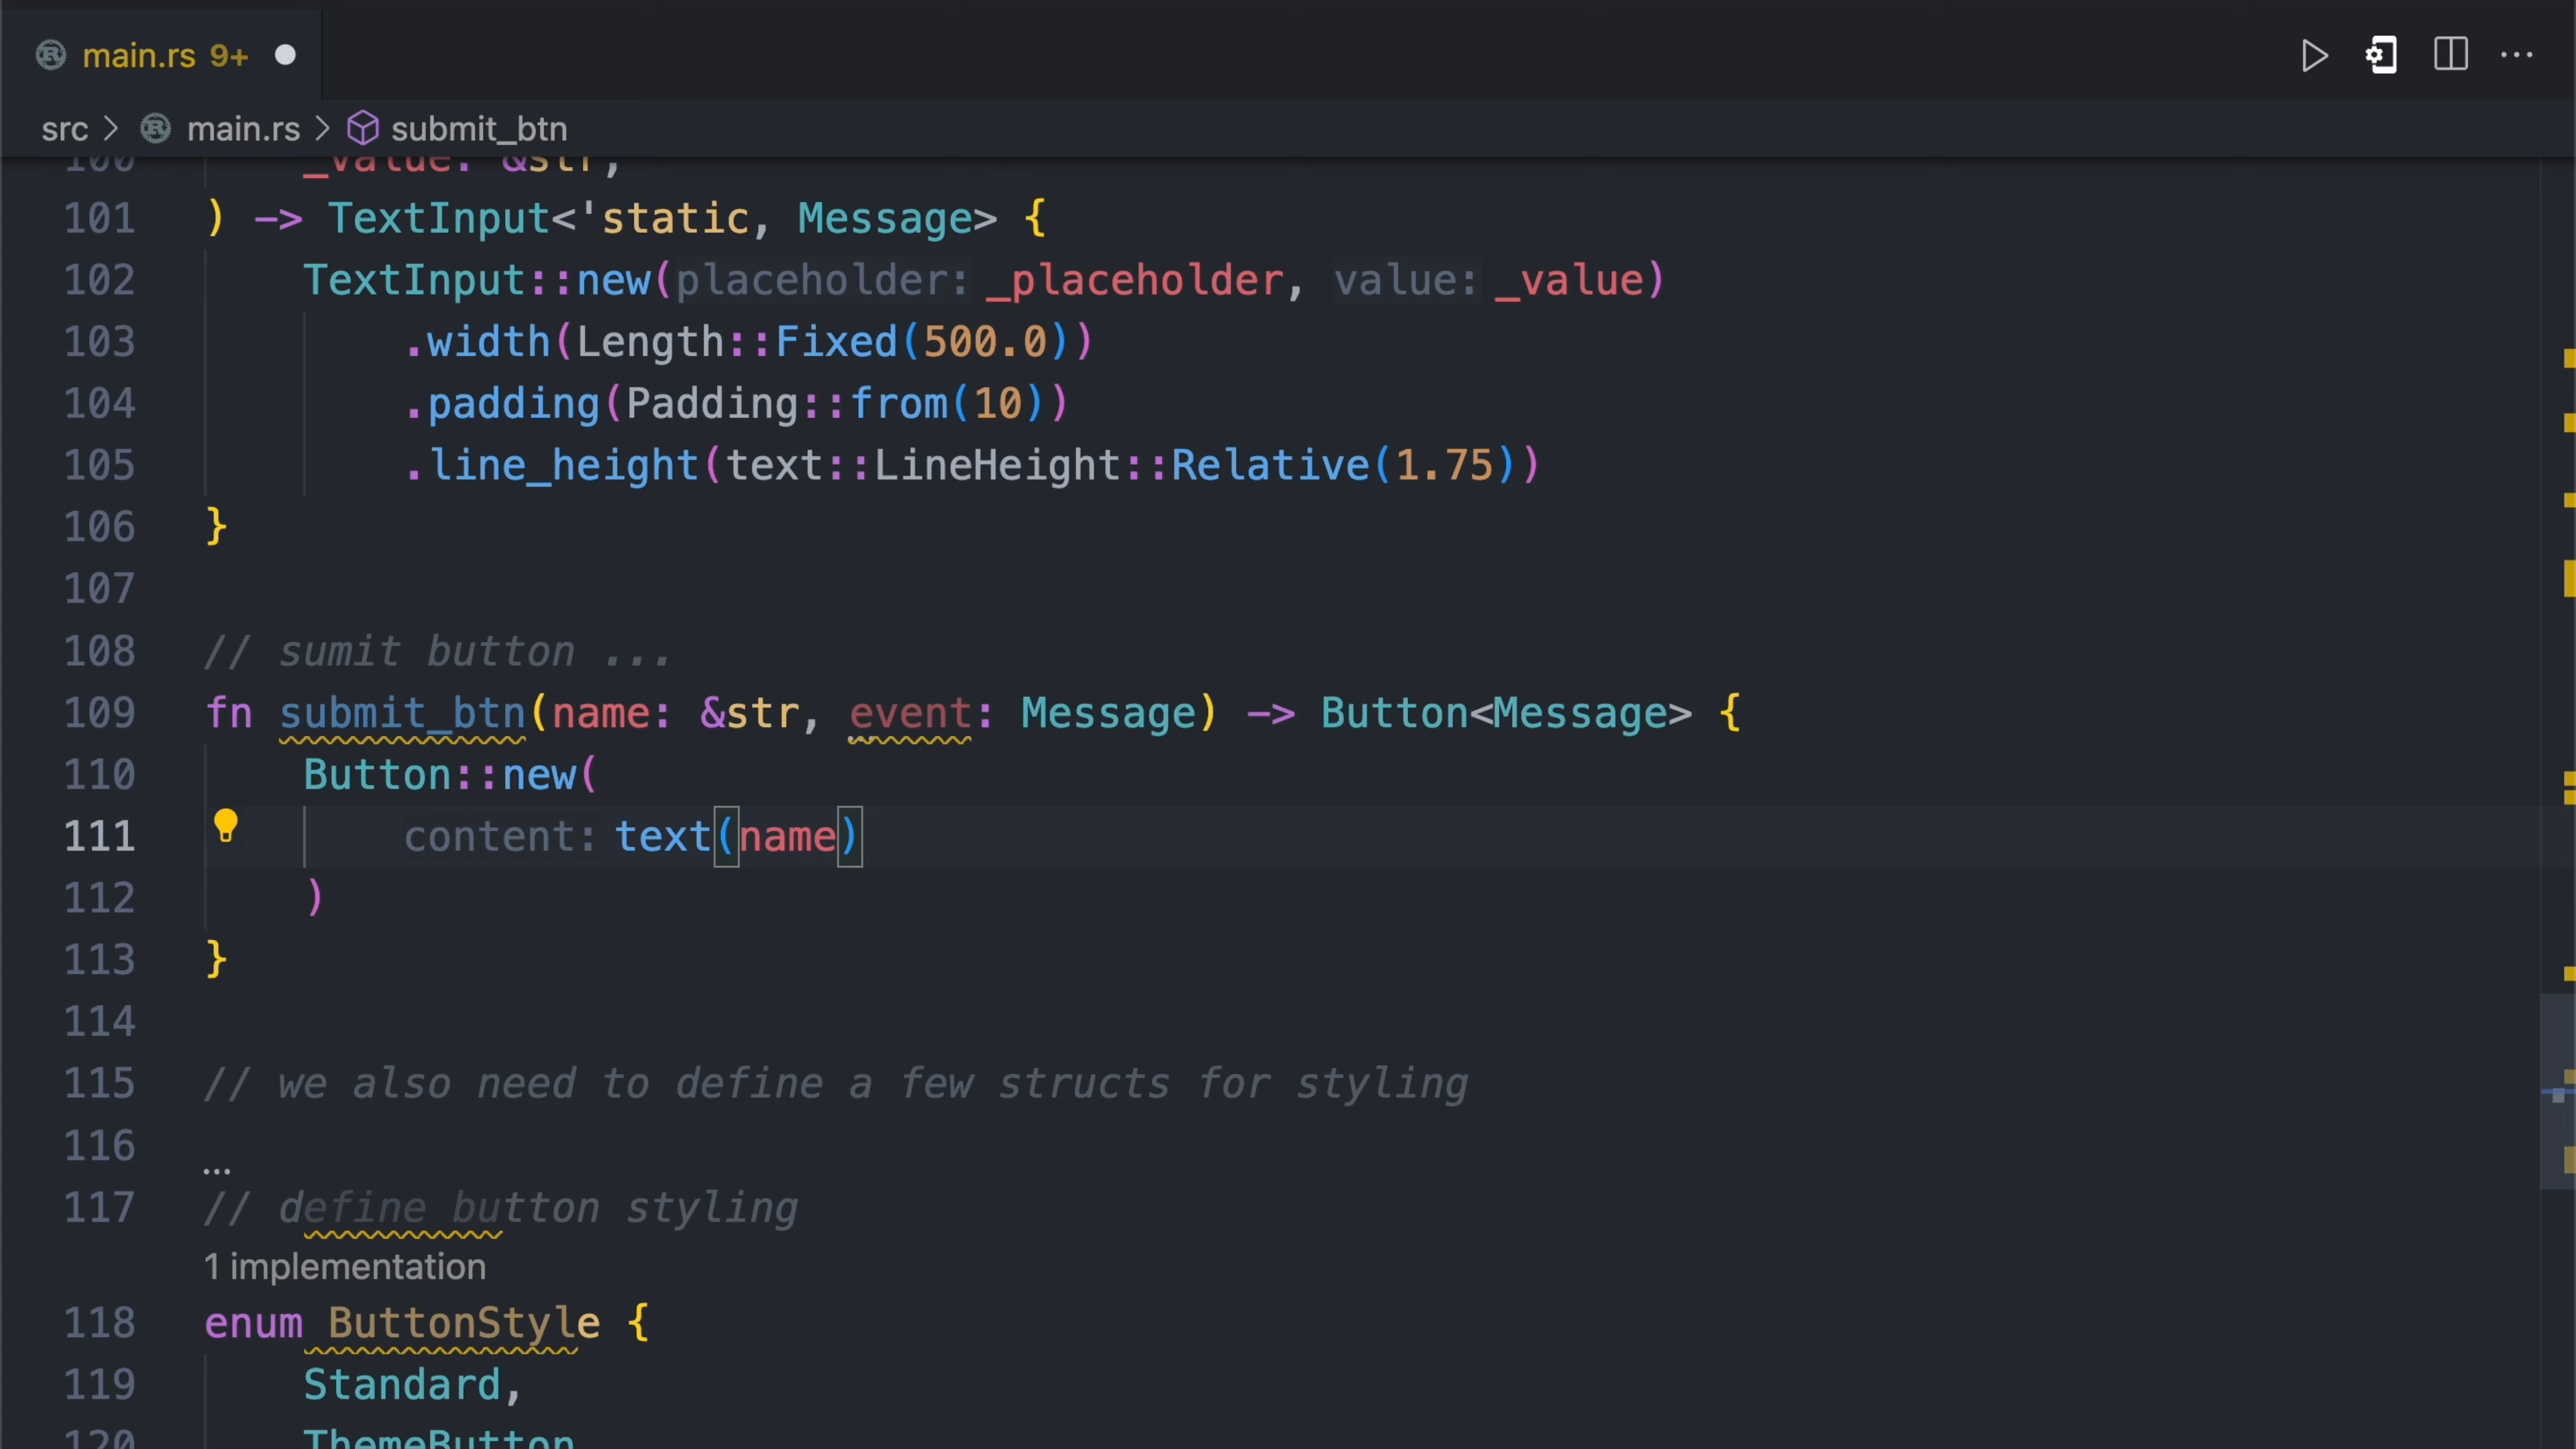 main.rs 9+
src > main.rs > submit_btn
100 _value: &str,
101 ) -> TextInput<'static, Message> {
102 TextInput::new(placeholder: _placeholder, value: _value)
103 .width(Length::Fixed(500.0))
104 .padding(Padding::from(10))
105 .line_height(text::LineHeight::Relative(1.75))
106 }
107
108 // sumit button ...
109 fn submit_btn(name: &str, event: Message) -> Button<Message> {
110 Button::new(
111 content: text(name)
112 )
113 }
114
115 // we also need to define a few structs for styling
116
117 // define button styling
1 implementation
118 enum ButtonStyle {
119 Standard,
120 ThemeButton